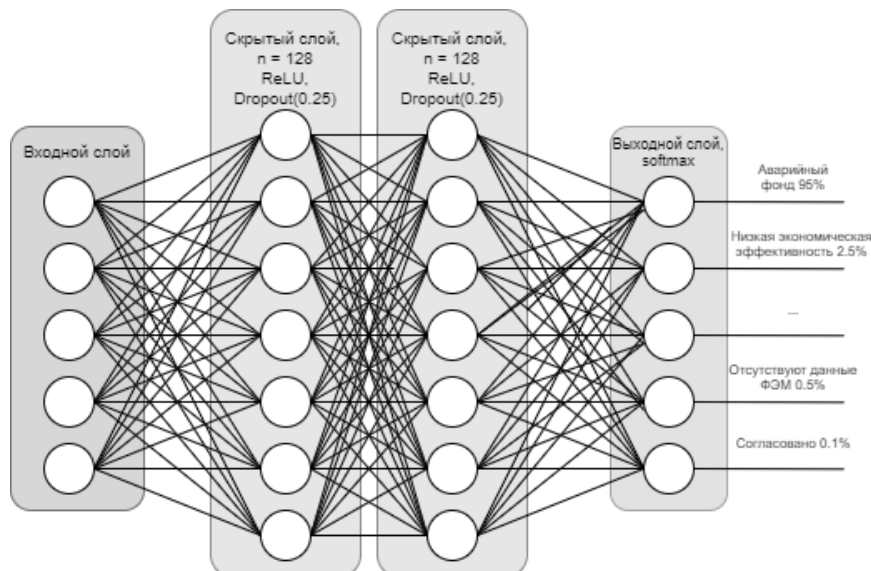 Входной слой
Скрытый слой,
n = 128
ReLU,
Dropout(0.25)
Скрытый слой,
n = 128
ReLU,
Dropout(0.25)
Выходной слой,
softmax
Аварийный
фонд 95%
Низкая экономическая
эффективность 2.5%
...
Отсутствуют данные
ФЭМ 0.5%
Согласовано 0.1%